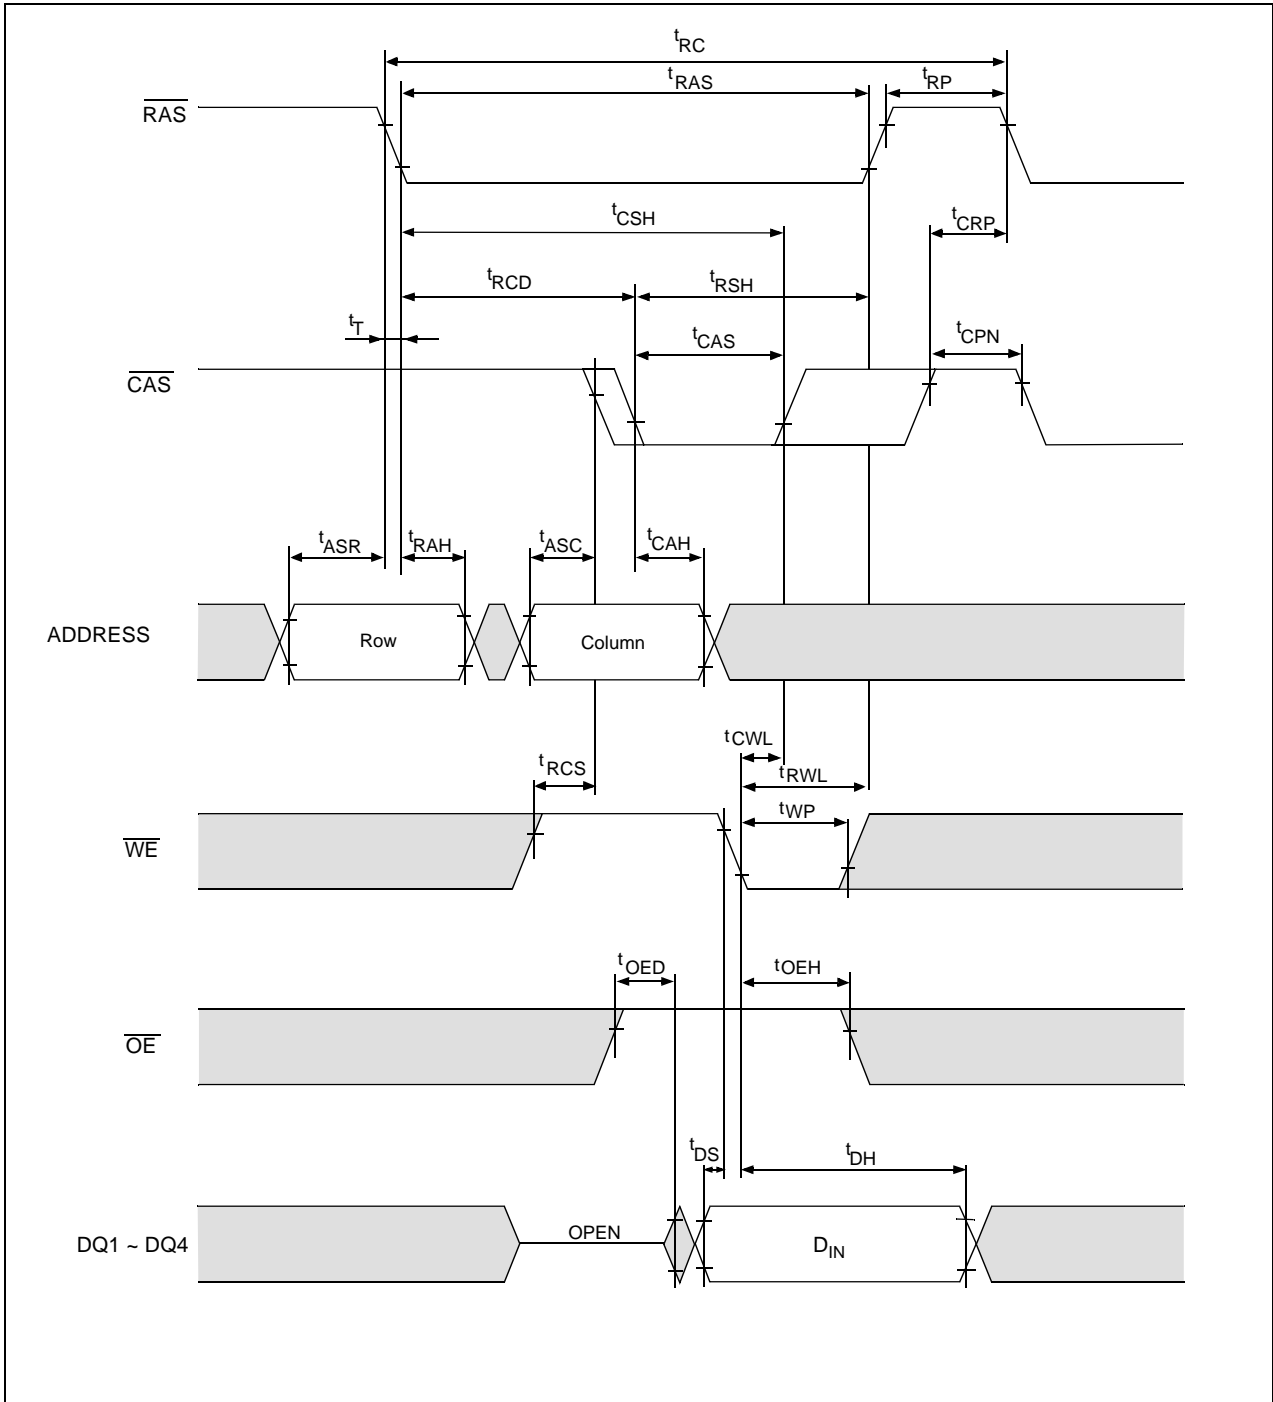 tRC
tRAS
tRP
RAS
tCSH
tCRP
tRCD
tRSH
tT
tCAS
tCPN
CAS
tASR
tRAH
tASC
tCAH
ADDRESS
Row
Column
tCWL
tRCS
tRWL
tWP
WE
tOED
tOEH
OE
tDS
tDH
DQ1 ~ DQ4
OPEN
DIN